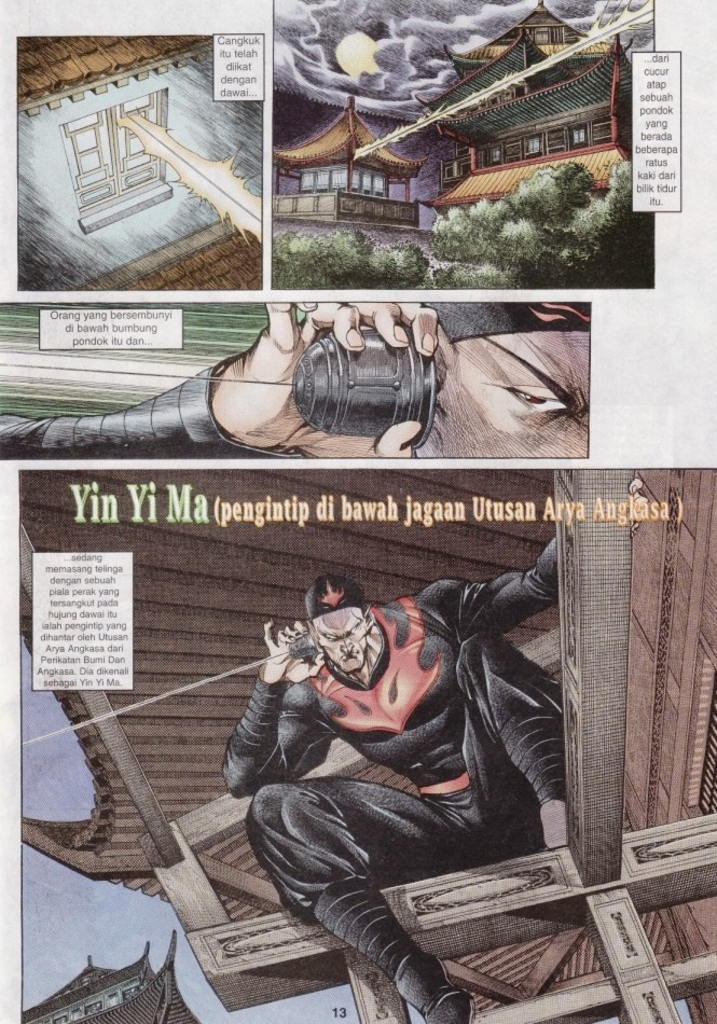 Cangkuk
itu telah
diikat
dengan
dawai...
...dari
cucur
atap
sebuah
pondok
yang
berada
beberapa
ratus
kaki dari
bilik tidur
itu.
Orang yang bersembunyi
di bawah bumbung
pondok itu dan...
Yin Yi Ma (pengintip di bawah jagaan Utusan Arya Angkasa)
...sedang
memasang telinga
dengan sebuah
piala perak yang
tersangkut pada
hujung dawai itu
ialah pengintip yang
dihantar oleh Utusan
Arya Angkasa dari
Perikatan Bumi Dan
Angkasa. Dia dikenali
sebagai Yin Yi Ma.
13